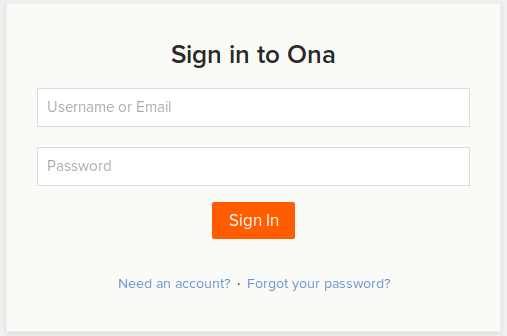 Sign in to Ona
Username or Email
Password
Sign In
Need an account? · Forgot your password?